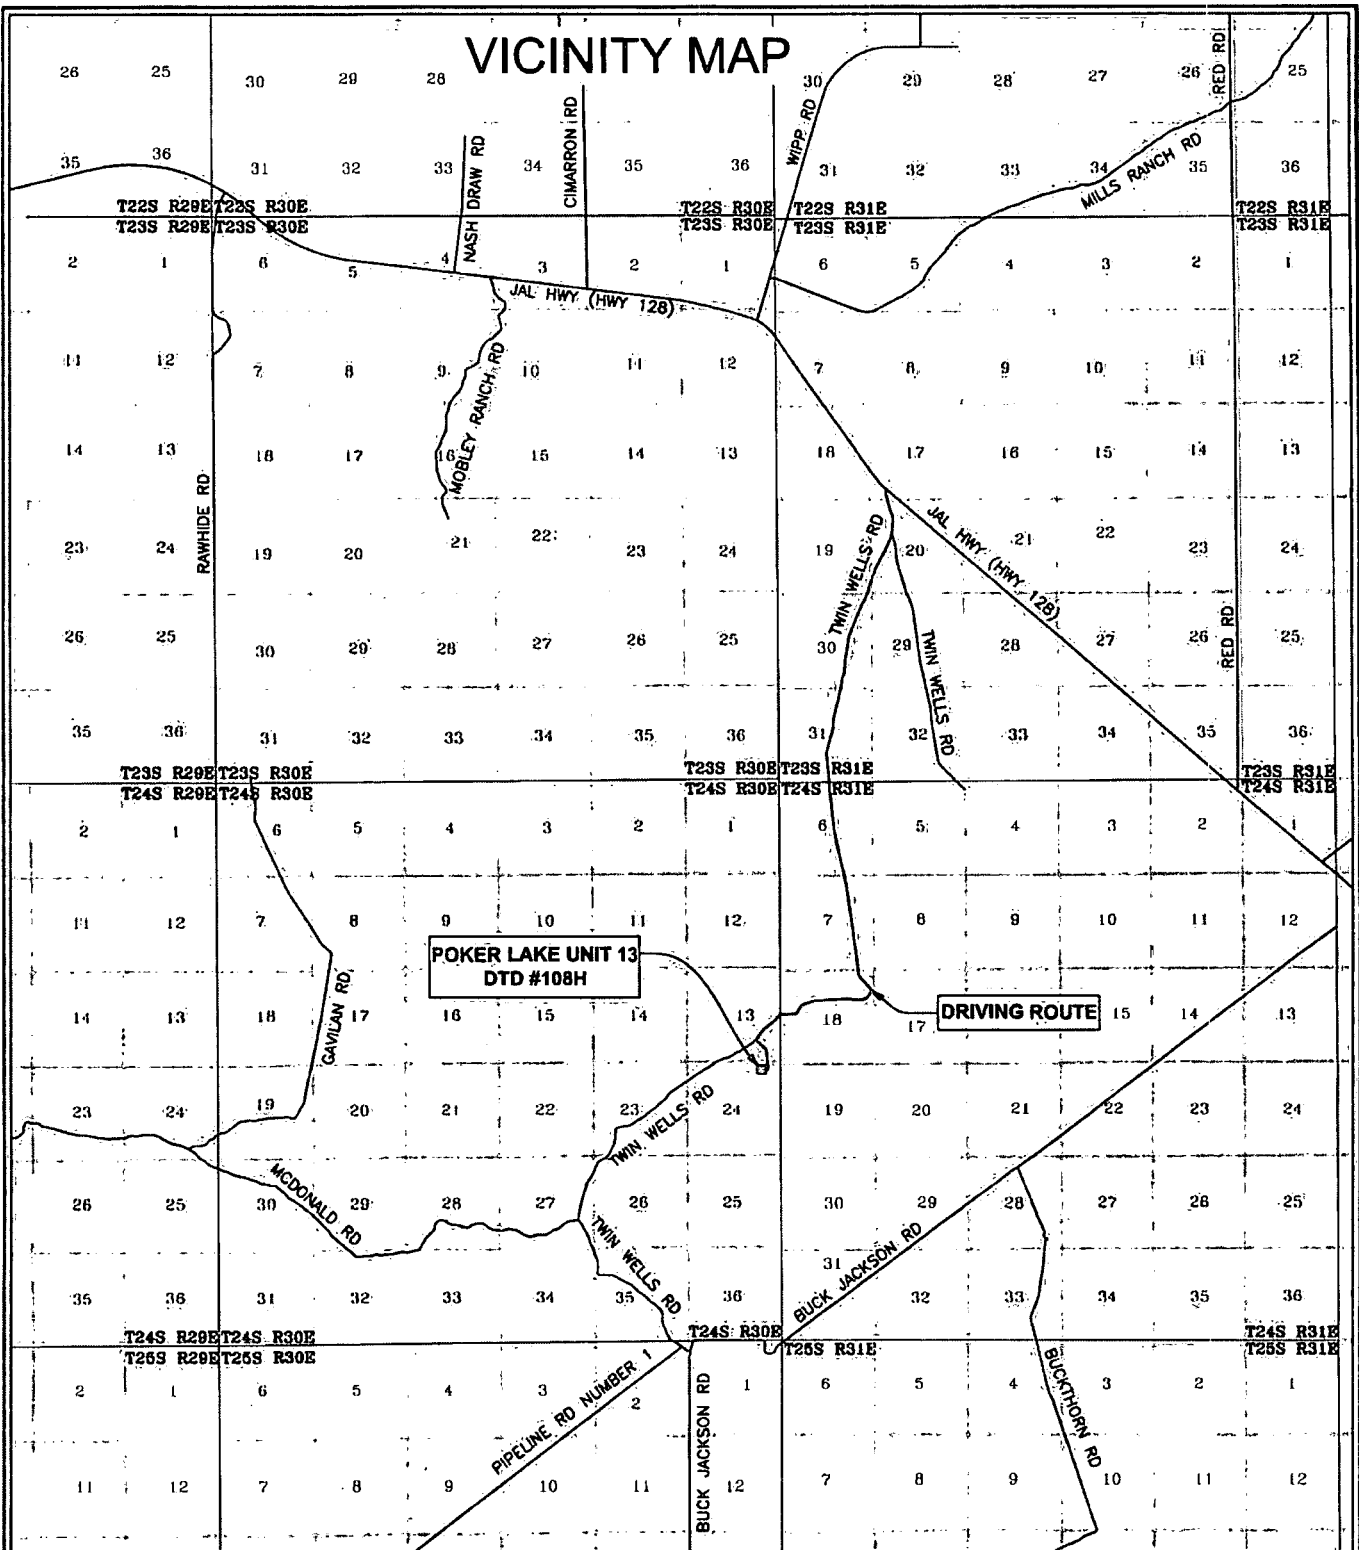 VICINITY MAP
26 25 30 29 28 30 29 28 27 26 25
RED RD
WIPP RD
CIMARRON RD
NASH DRAW RD
MILLS RANCH RD
35 36 31 32 33 34 35 36 31 32 33 34 35 36
T22S R29E T22S R30E T22S R30E T22S R31E T22S R31E
T23S R29E T23S R30E T23S R30E T23S R31E T23S R31E
2 1 6 5 4 3 2 1 6 5 4 3 2 1
JAL HWY (HWY 128)
11 12 7 8 9 10 11 12 7 8 9 10 11 12
MOBLEY RANCH RD
14 13 18 17 16 15 14 13 18 17 16 15 14 13
RAWHIDE RD
TWIN WELLS RD
JAL HWY (HWY 128)
23 24 19 20 21 22 23 24 19 20 21 22 23 24
26 25 30 29 28 27 26 25 30 29 28 27 26 25
RED RD
TWIN WELLS RD
35 36 31 32 33 34 35 36 31 32 33 34 35 36
T23S R29E T23S R30E T23S R30E T23S R31E T23S R31E
T24S R29E T24S R30E T24S R30E T24S R31E T24S R31E
2 1 6 5 4 3 2 1 6 5 4 3 2 1
11 12 7 8 9 10 11 12 7 8 9 10 11 12
POKER LAKE UNIT 13
DTD #108H
GAVILAN RD
DRIVING ROUTE
14 13 18 17 16 15 14 13 18 17 15 14 13
23 24 19 20 21 22 23 24 19 20 21 22 23 24
TWIN WELLS RD
MCDONALD RD
26 25 30 29 28 27 26 25 30 29 28 27 26 25
TWIN WELLS RD
BUCK JACKSON RD
35 36 31 32 33 34 35 36 31 32 33 34 35 36
T24S R29E T24S R30E T24S R30E T24S R31E
T25S R29E T25S R30E T25S R31E T25S R31E
2 1 6 5 4 3 2 1 6 5 4 3 2 1
PIPELINE RD NUMBER 1
BUCK JACKSON RD
BUCKTHORN RD
11 12 7 8 9 10 11 12 7 8 9 10 11 12